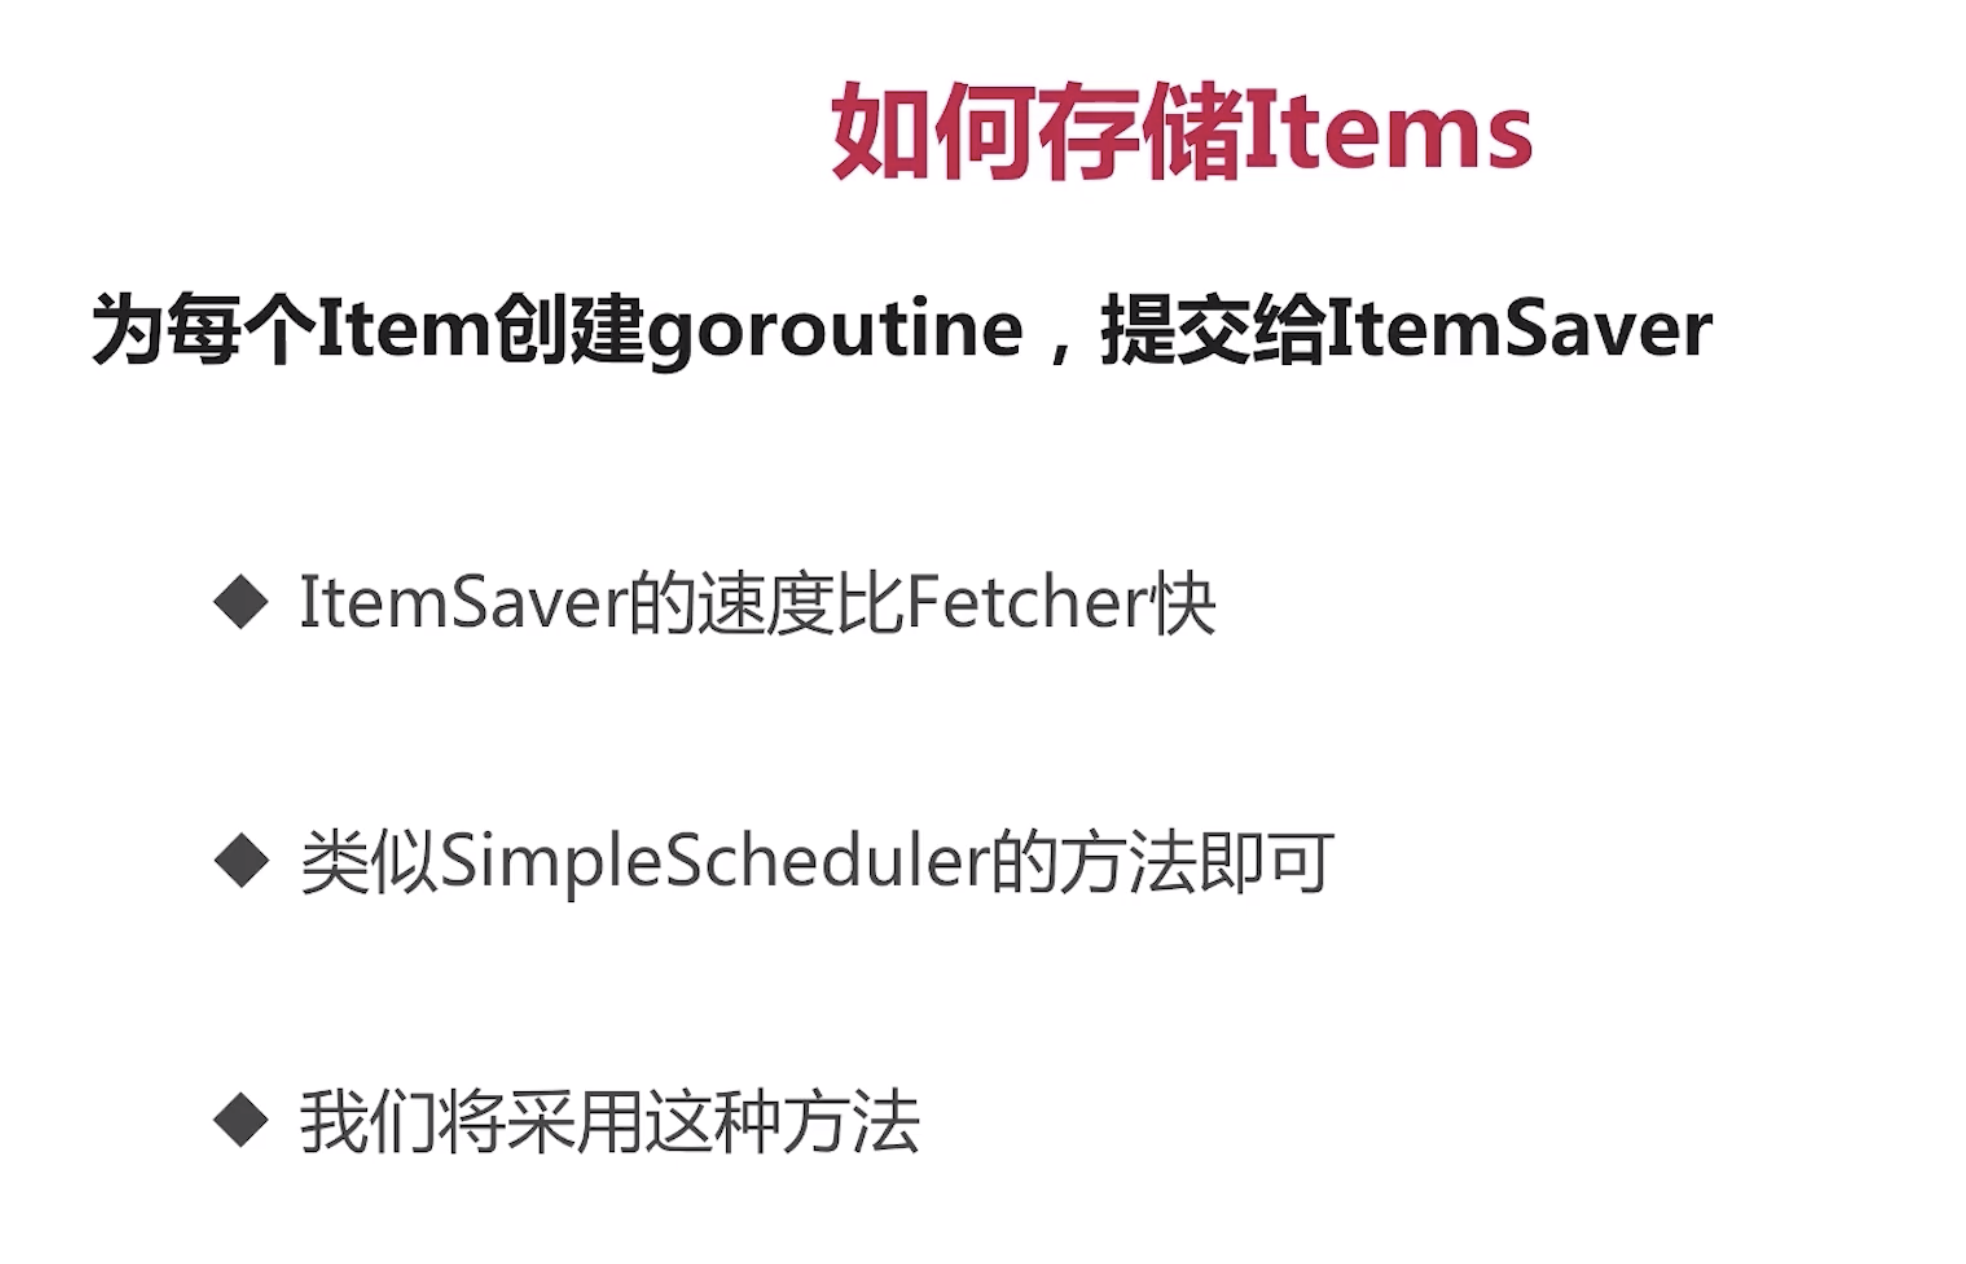 如何存储Items
为每个Item创建goroutine，提交给ItemSaver
◆ ItemSaver的速度比Fetcher快
◆ 类似SimpleScheduler的方法即可
◆ 我们将采用这种方法